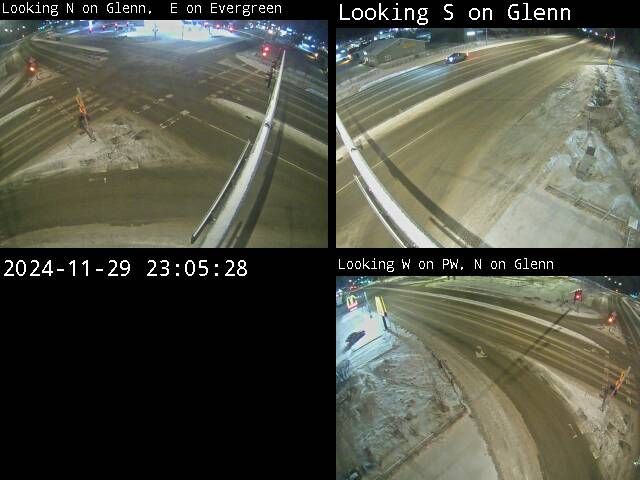 Looking N on Glenn, E on Evergreen
Looking S on Glenn
2024-11-29 23:05:28
Looking W on PW, N on Glenn